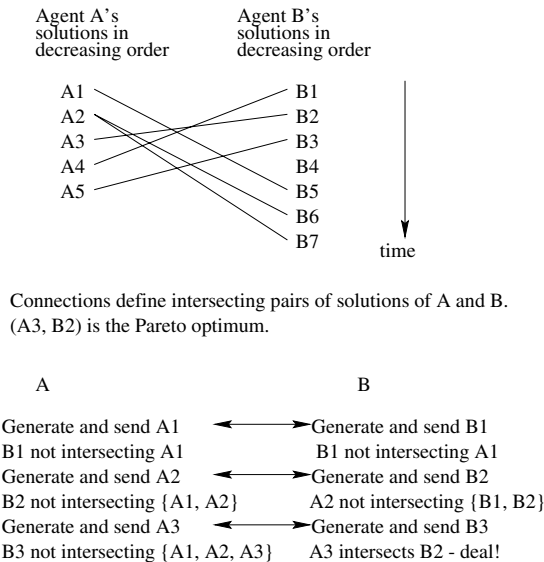 Agent A's
solutions in
decreasing order
Agent B's
solutions in
decreasing order
A1
A2
A3
A4
A5
B1
B2
B3
B4
B5
B6
B7
time
Connections define intersecting pairs of solutions of A and B.
(A3, B2) is the Pareto optimum.
A B
Generate and send A1 Generate and send B1
B1 not intersecting A1 B1 not intersecting A1
Generate and send A2 Generate and send B2
B2 not intersecting {A1, A2} A2 not intersecting {B1, B2}
Generate and send A3 Generate and send B3
B3 not intersecting {A1, A2, A3} A3 intersects B2 - deal!